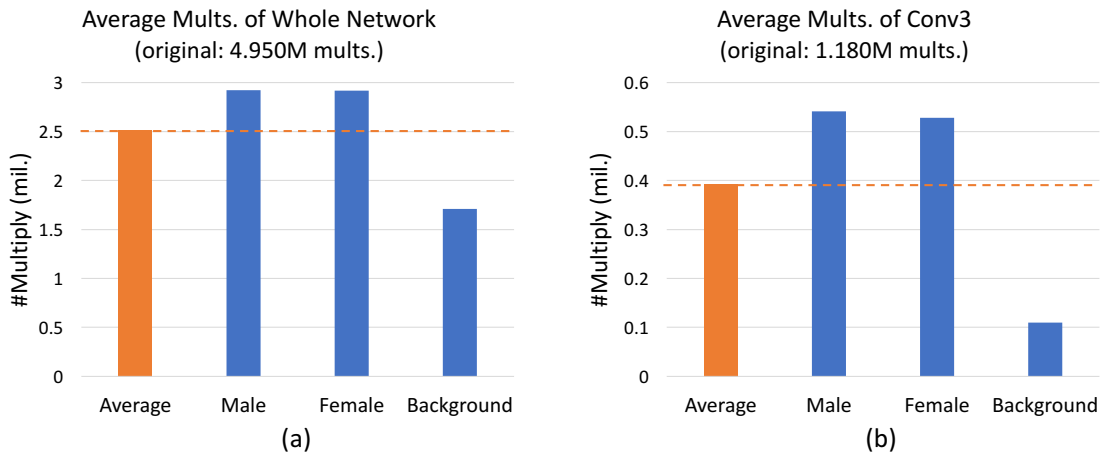 Average Mults. of Whole Network
(original: 4.950M mults.)
#Multiply (mil.)
3
2.5
2
1.5
1
0.5
0
Average Male Female Background
(a)
Average Mults. of Conv3
(original: 1.180M mults.)
#Multiply (mil.)
0.6
0.5
0.4
0.3
0.2
0.1
0
Average Male Female Background
(b)